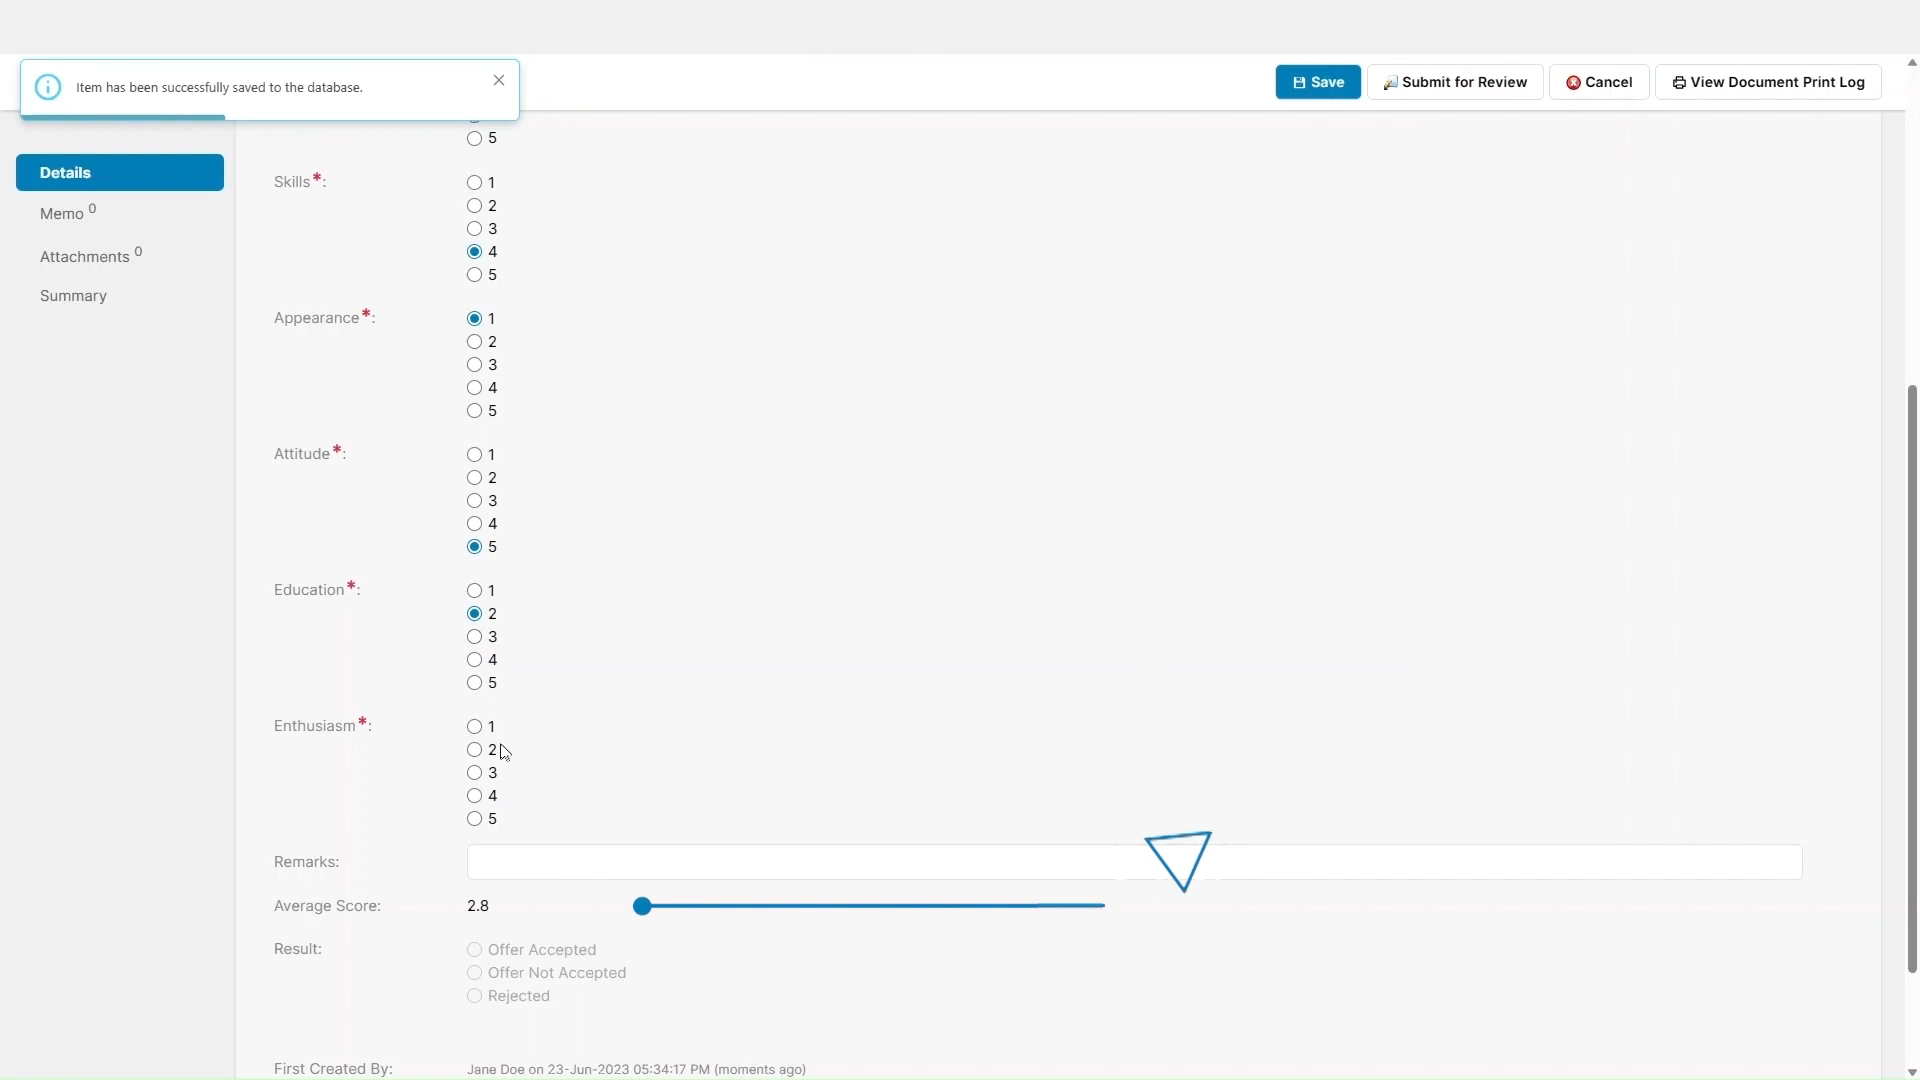 Item has been successfully saved to the database.
Save
Submit for Review
Cancel
View Document Print Log
Details
Memo 0
Attachments 0
Summary
5
Skills*:
1
2
3
4
5
Appearance*:
1
2
3
4
5
Attitude*:
1
2
3
4
5
Education*:
1
2
3
4
5
Enthusiasm*:
1
2
3
4
5
Remarks:
Average Score: 2.8
Result:
Offer Accepted
Offer Not Accepted
Rejected
First Created By: Jane Doe on 23-Jun-2023 05:34:17 PM (moments ago)